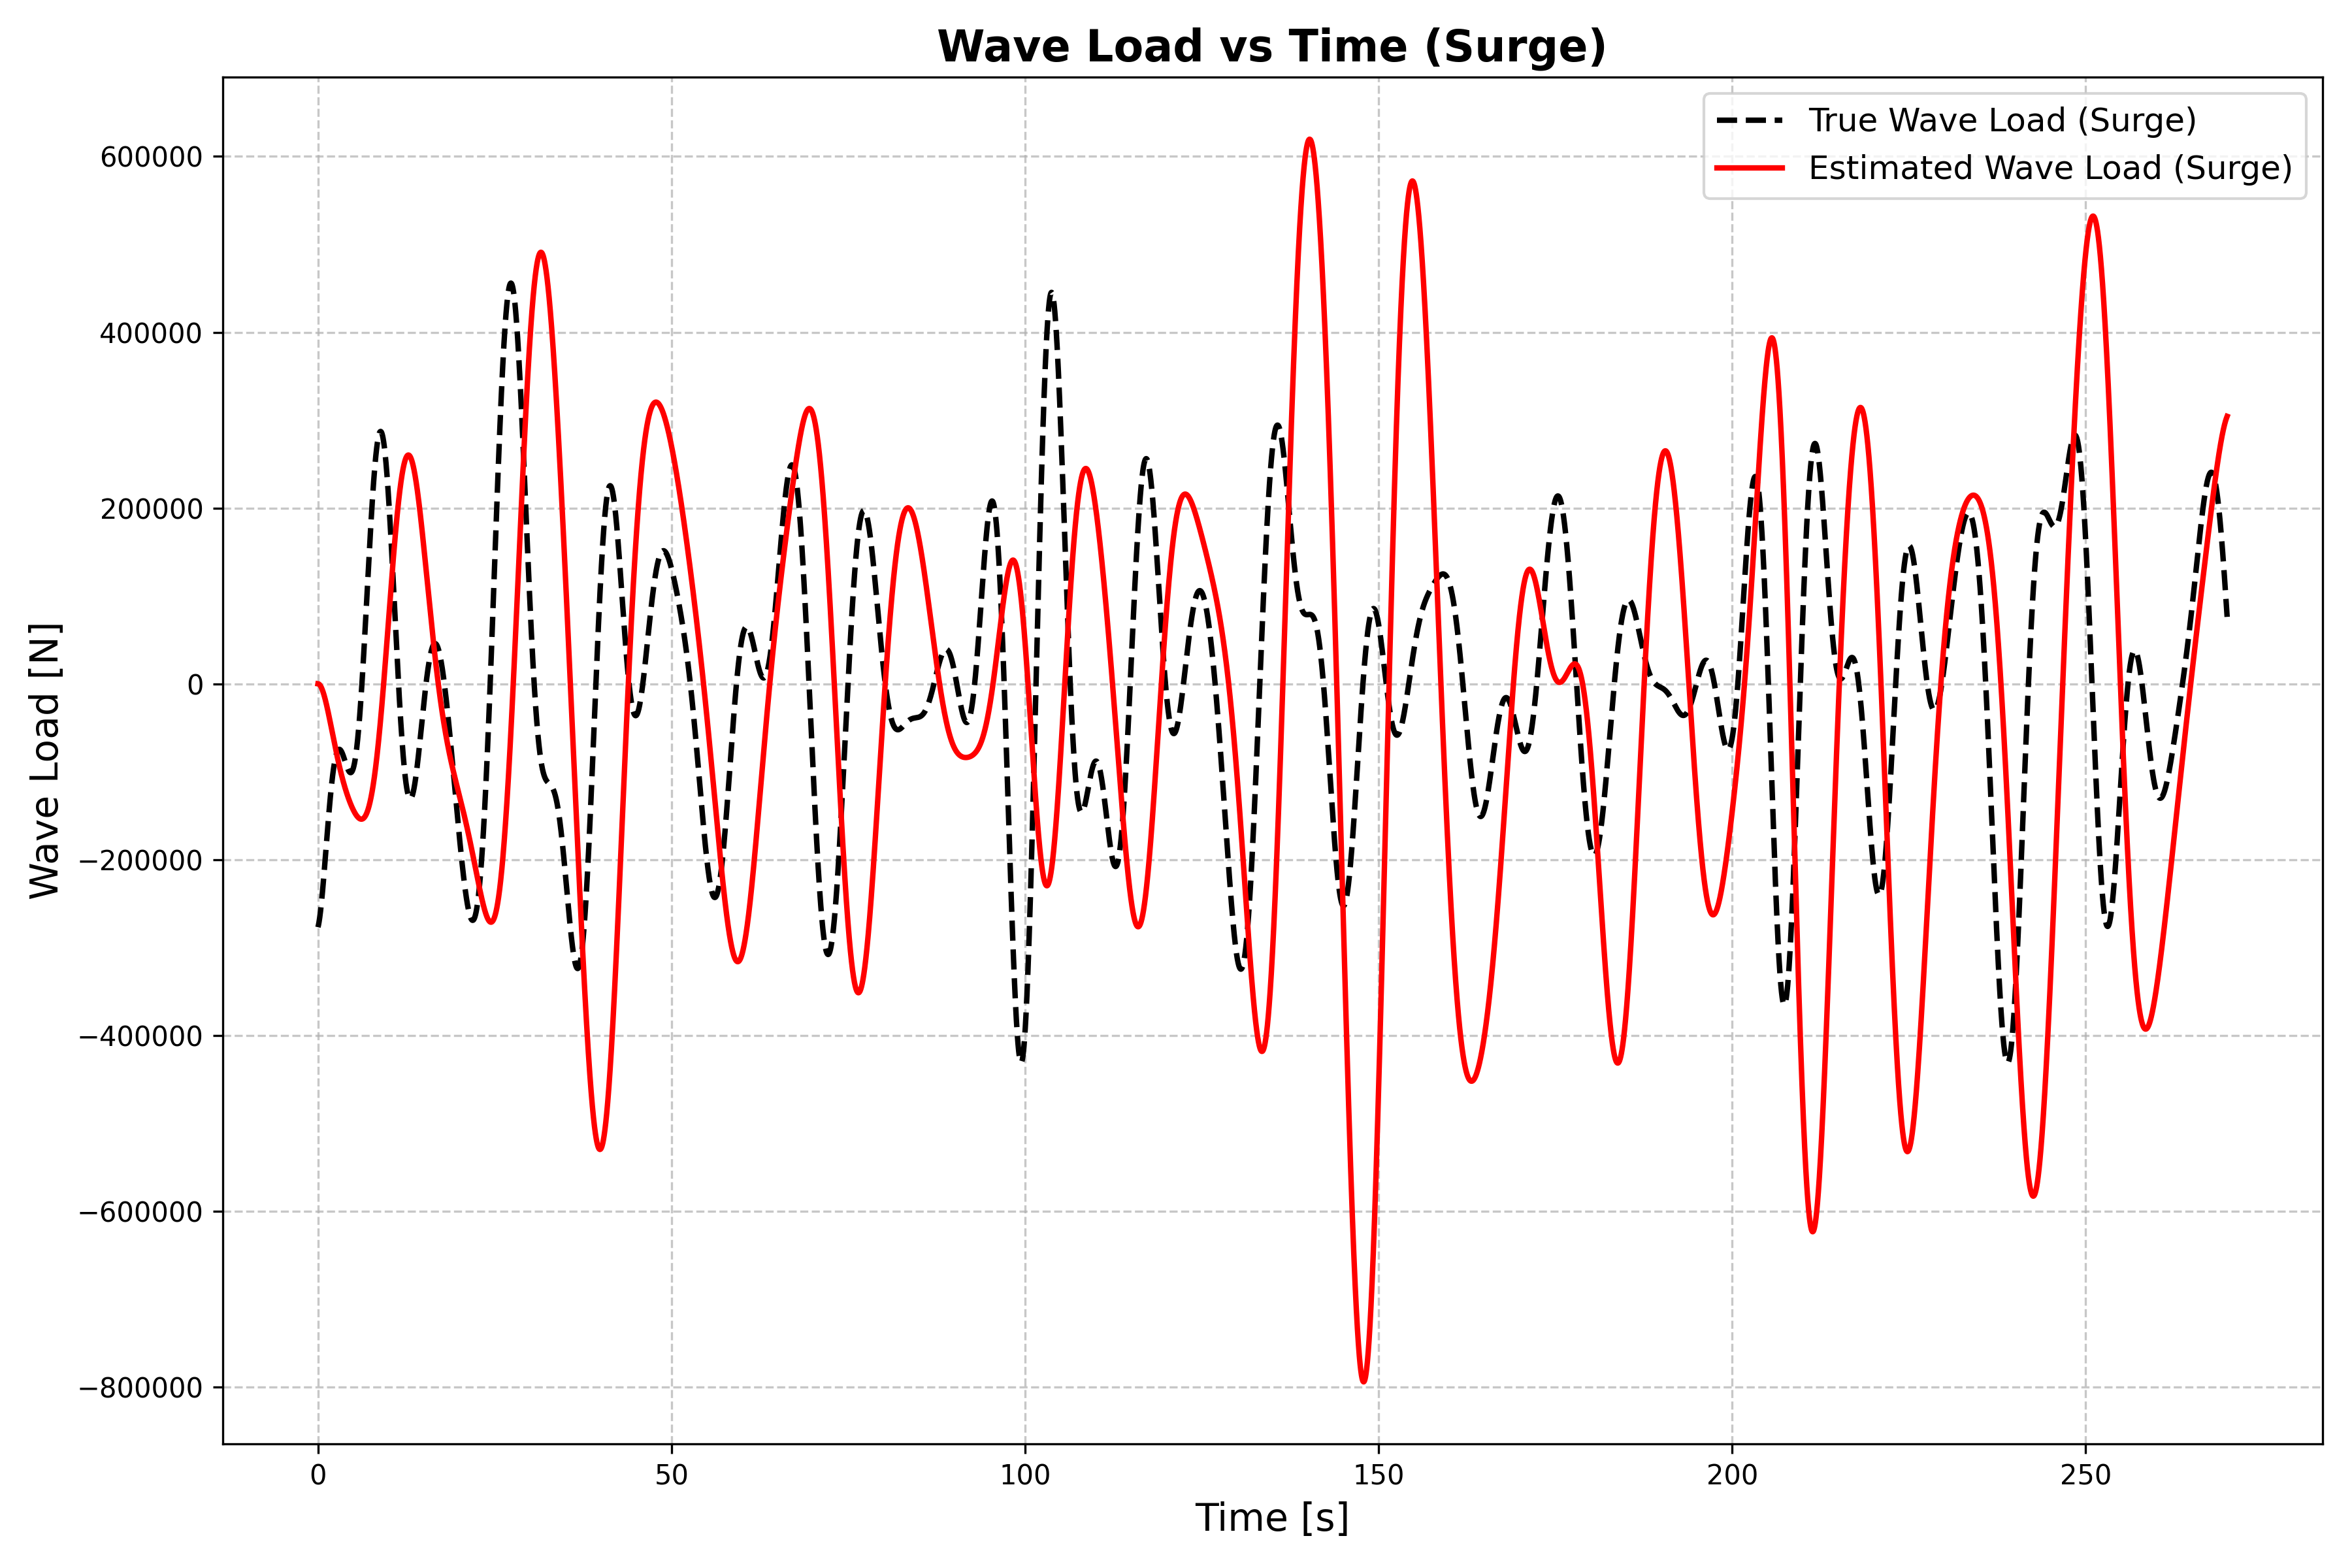 Wave Load vs Time (Surge)
True Wave Load (Surge)
Estimated Wave Load (Surge)
Wave Load [N]
600000
400000
200000
0
−200000
−400000
−600000
−800000
0 50 100 150 200 250
Time [s]